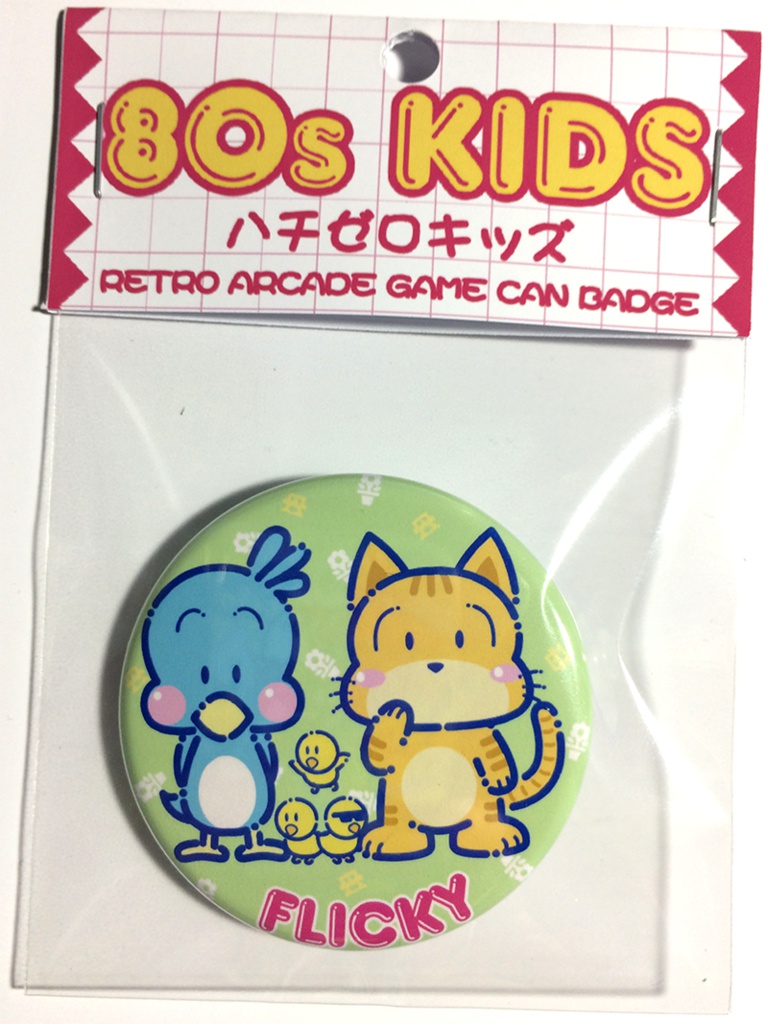 80s KIDS
ハチゼロキッズ
RETRO ARCADE GAME CAN BADGE
FLICKY